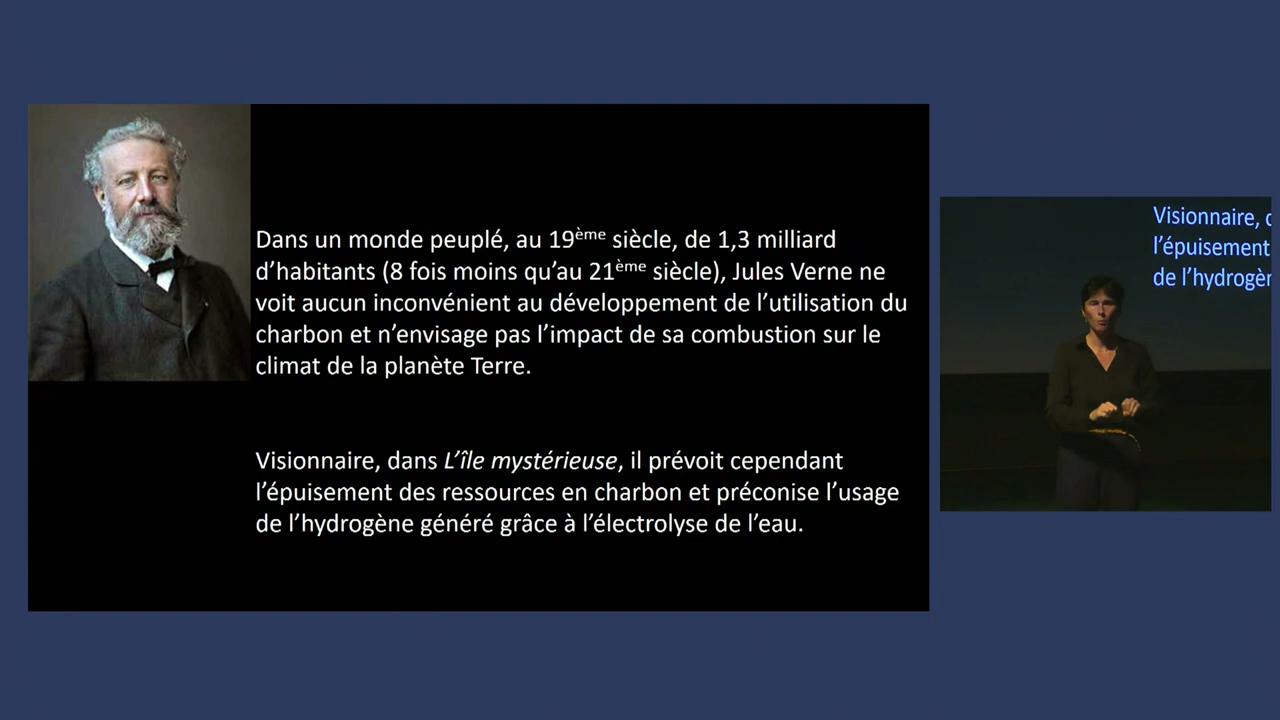 Dans un monde peuplé, au 19ème siècle, de 1,3 milliard
d’habitants (8 fois moins qu’au 21ème siècle), Jules Verne ne
voit aucun inconvénient au développement de l’utilisation du
charbon et n’envisage pas l’impact de sa combustion sur le
climat de la planète Terre.
Visionnaire, dans L’île mystérieuse, il prévoit cependant
l’épuisement des ressources en charbon et préconise l’usage
de l’hydrogène généré grâce à l’électrolyse de l’eau.
Visionnaire,
l’épuisement
de l’hydrogèn